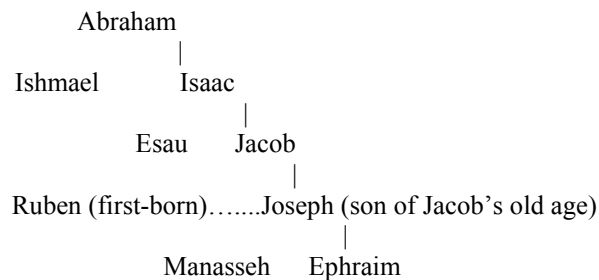 Abraham
|
Ishmael Isaac
|
Esau Jacob
|
Ruben (first-born)….....Joseph (son of Jacob’s old age)
|
Manasseh Ephraim